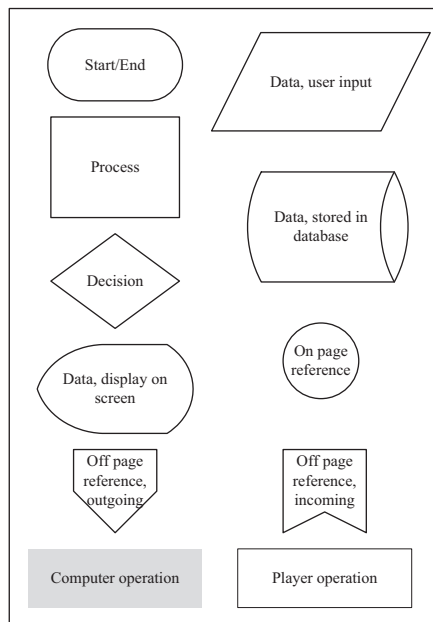 Start/End
Data, user input
Process
Data, stored in
database
Decision
On page
reference
Data, display on
screen
Off page
reference,
outgoing
Off page
reference,
incoming
Computer operation
Player operation